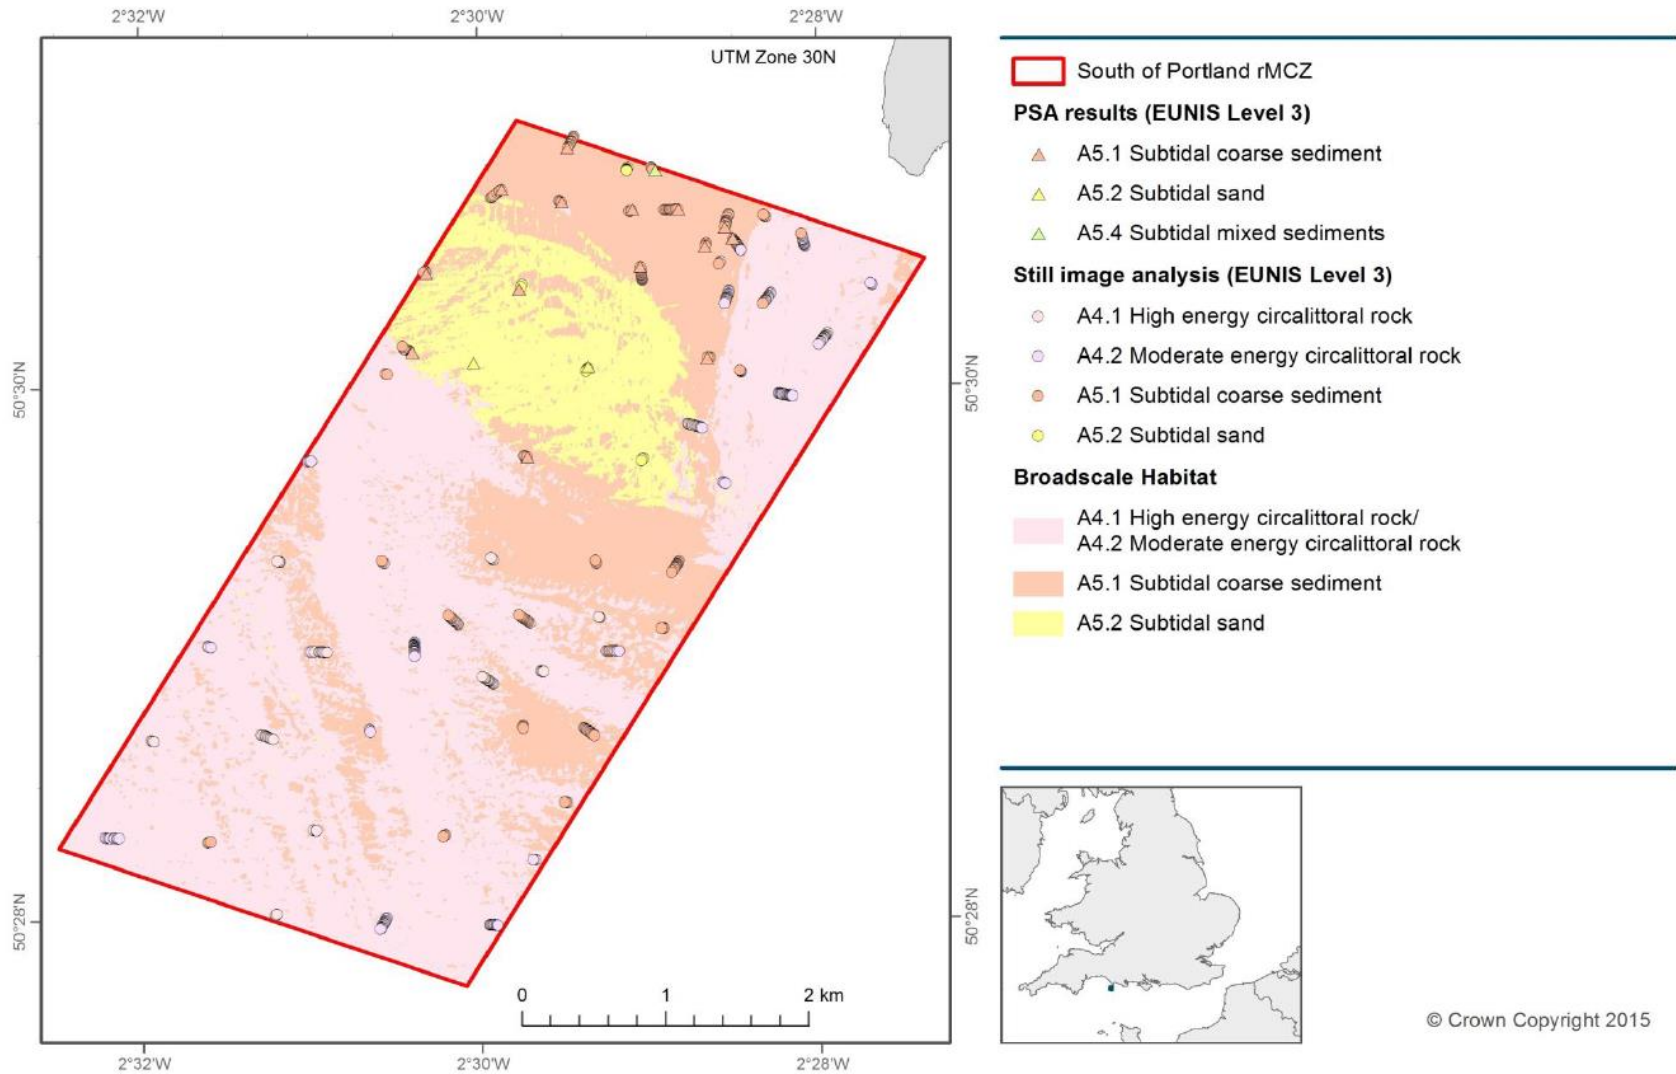 2°32'W 2°30'W 2°28'W
UTM Zone 30N
50°30'N
50°30'N
50°28'N
50°28'N
0 1 2 km
2°32'W 2°30'W 2°28'W
South of Portland rMCZ
PSA results (EUNIS Level 3)
A5.1 Subtidal coarse sediment
A5.2 Subtidal sand
A5.4 Subtidal mixed sediments
Still image analysis (EUNIS Level 3)
A4.1 High energy circalittoral rock
A4.2 Moderate energy circalittoral rock
A5.1 Subtidal coarse sediment
A5.2 Subtidal sand
Broadscale Habitat
A4.1 High energy circalittoral rock/
A4.2 Moderate energy circalittoral rock
A5.1 Subtidal coarse sediment
A5.2 Subtidal sand
© Crown Copyright 2015